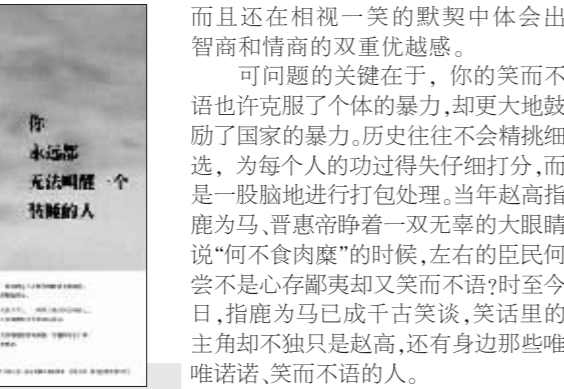 你
永远都
无法叫醒一个
装睡的人
而且还在相视一笑的默契中体会出
智商和情商的双重优越感。
可问题的关键在于，你的笑而不
语也许克服了个体的暴力,却更大地鼓
励了国家的暴力。历史往往不会精挑细
选，为每个人的功过得失仔细打分,而
是一股脑地进行打包处理。当年赵高指
鹿为马、晋惠帝睁着一双无辜的大眼睛
说“何不食肉糜”的时候,左右的臣民何
尝不是心存鄙夷却又笑而不语?时至今
日,指鹿为马已成千古笑谈,笑话里的
主角却不独只是赵高,还有身边那些唯
唯诺诺、笑而不语的人。